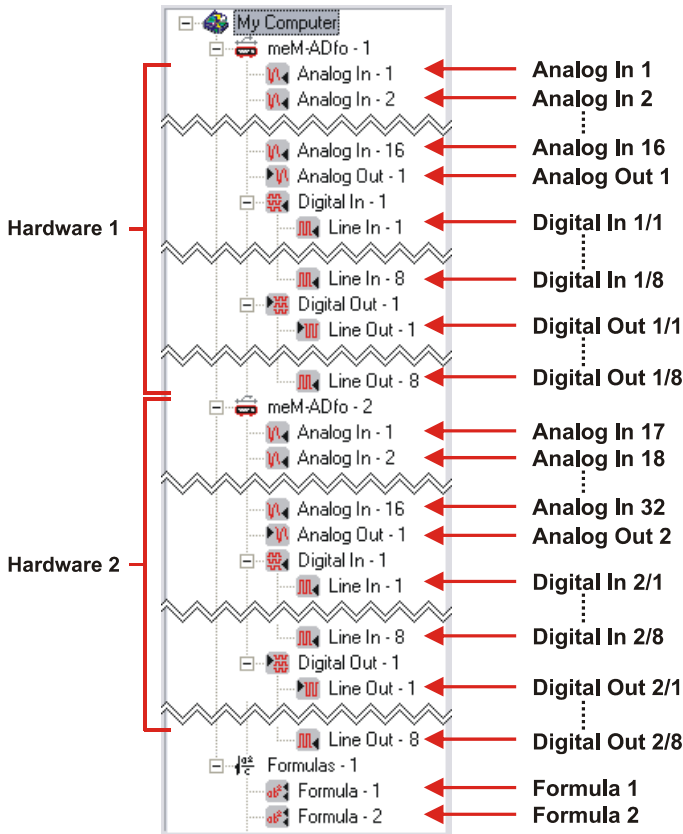 My Computer
meM-ADfo - 1
Analog In - 1 Analog In 1
Analog In - 2 Analog In 2
Analog In - 16 Analog In 16
Analog Out - 1 Analog Out 1
Digital In - 1
Hardware 1 Line In - 1 Digital In 1/1
Line In - 8 Digital In 1/8
Digital Out - 1
Line Out - 1 Digital Out 1/1
Line Out - 8 Digital Out 1/8
meM-ADfo - 2
Analog In - 1 Analog In 17
Analog In - 2 Analog In 18
Analog In - 16 Analog In 32
Analog Out - 1 Analog Out 2
Digital In - 1
Hardware 2 Line In - 1 Digital In 2/1
Line In - 8 Digital In 2/8
Digital Out - 1
Line Out - 1 Digital Out 2/1
Line Out - 8 Digital Out 2/8
Formulas - 1
Formula - 1 Formula 1
Formula - 2 Formula 2